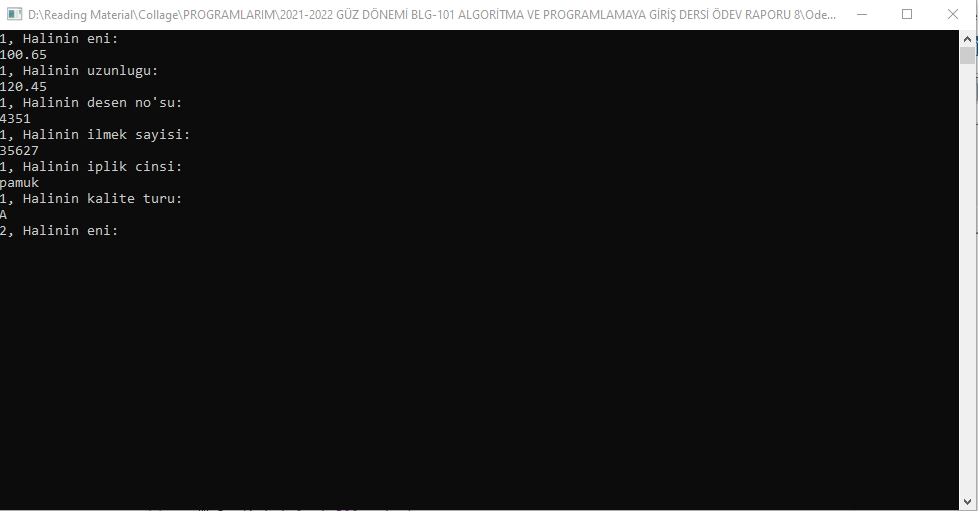 D:\Reading Material\Collage\PROGRAMLARIM\2021-2022 GÜZ DÖNEMİ BLG-101 ALGORİTMA VE PROGRAMLAMAYA GİRİŞ DERSİ ÖDEV RAPORU 8\Ode...
1, Halinin eni:
100.65
1, Halinin uzunlugu:
120.45
1, Halinin desen no'su:
4351
1, Halinin ilmek sayisi:
35627
1, Halinin iplik cinsi:
pamuk
1, Halinin kalite turu:
A
2, Halinin eni: